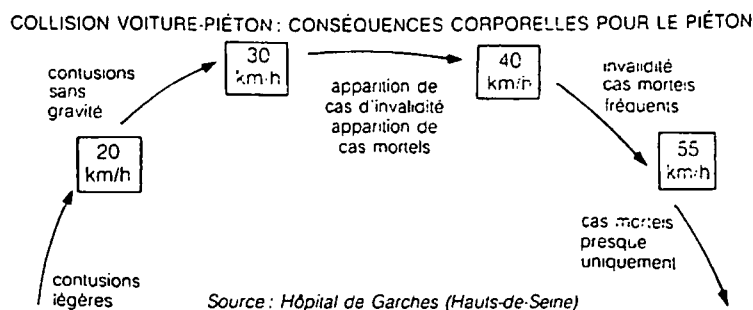 COLLISION VOITURE-PIÉTON : CONSÉQUENCES CORPORELLES POUR LE PIÉTON
contusions
légères
20
km/h
contusions
sans
gravité
30
km/h
apparition de
cas d'invalidité
apparition de
cas mortels
40
km/h
invalidité
cas mortels
fréquents
55
km/h
cas mortels
presque
uniquement
Source : Hôpital de Garches (Hauts-de-Seine)